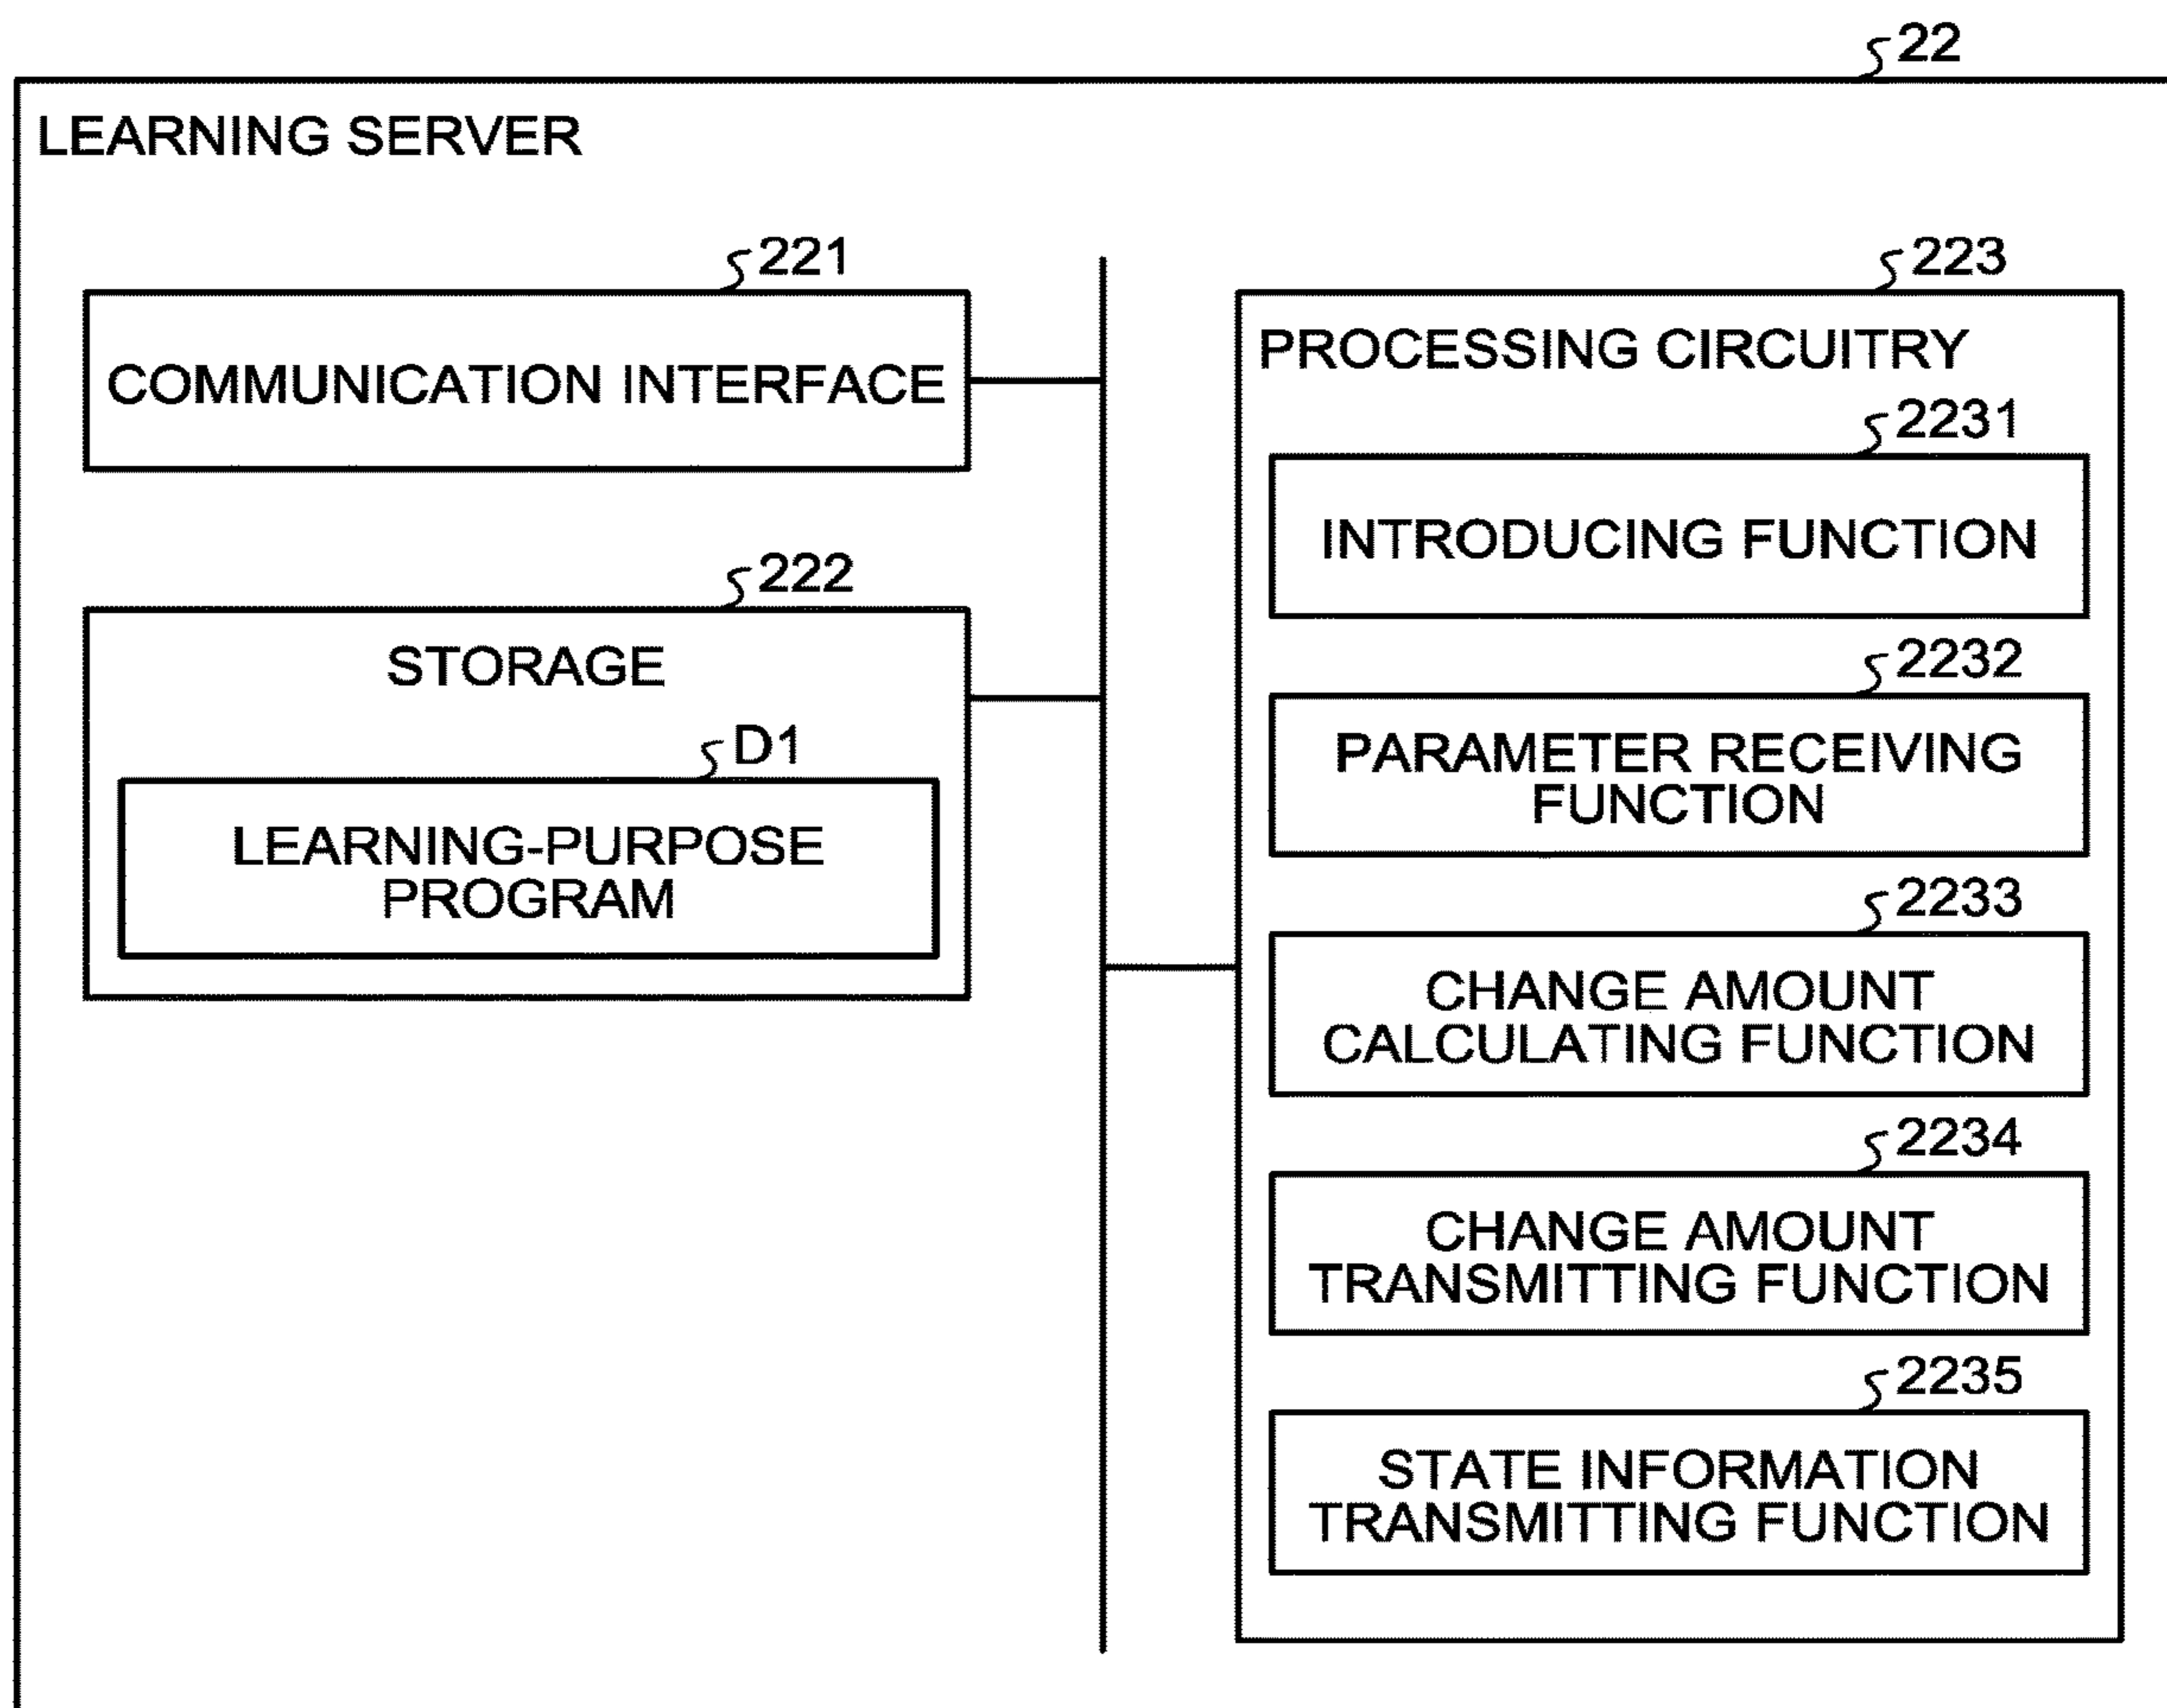 22
LEARNING SERVER
221
COMMUNICATION INTERFACE
222
STORAGE
D1
LEARNING-PURPOSE
PROGRAM
223
PROCESSING CIRCUITRY
2231
INTRODUCING FUNCTION
2232
PARAMETER RECEIVING
FUNCTION
2233
CHANGE AMOUNT
CALCULATING FUNCTION
2234
CHANGE AMOUNT
TRANSMITTING FUNCTION
2235
STATE INFORMATION
TRANSMITTING FUNCTION